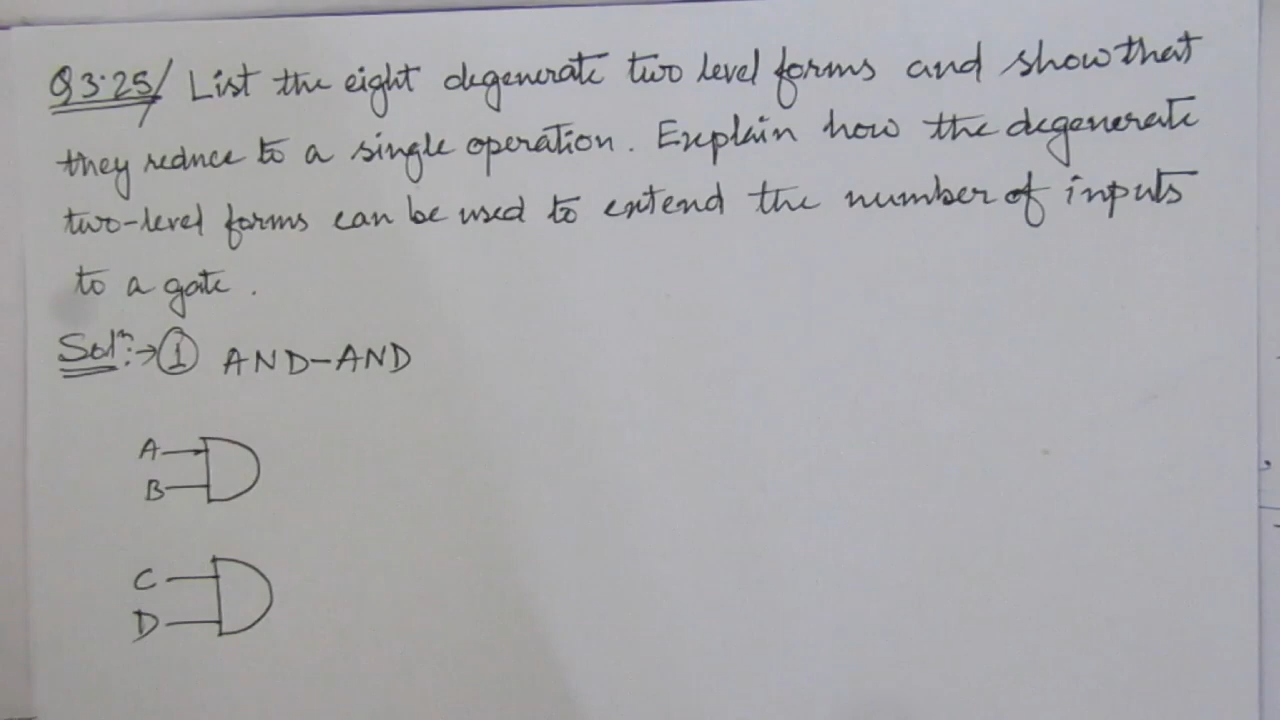 Q3.25/ List the eight degenerate two level forms and show that
they reduce to a single operation. Explain how the degenerate
two-level forms can be used to extend the number of inputs
to a gate.
Solⁿ:→ ① AND-AND
A
B
C
D